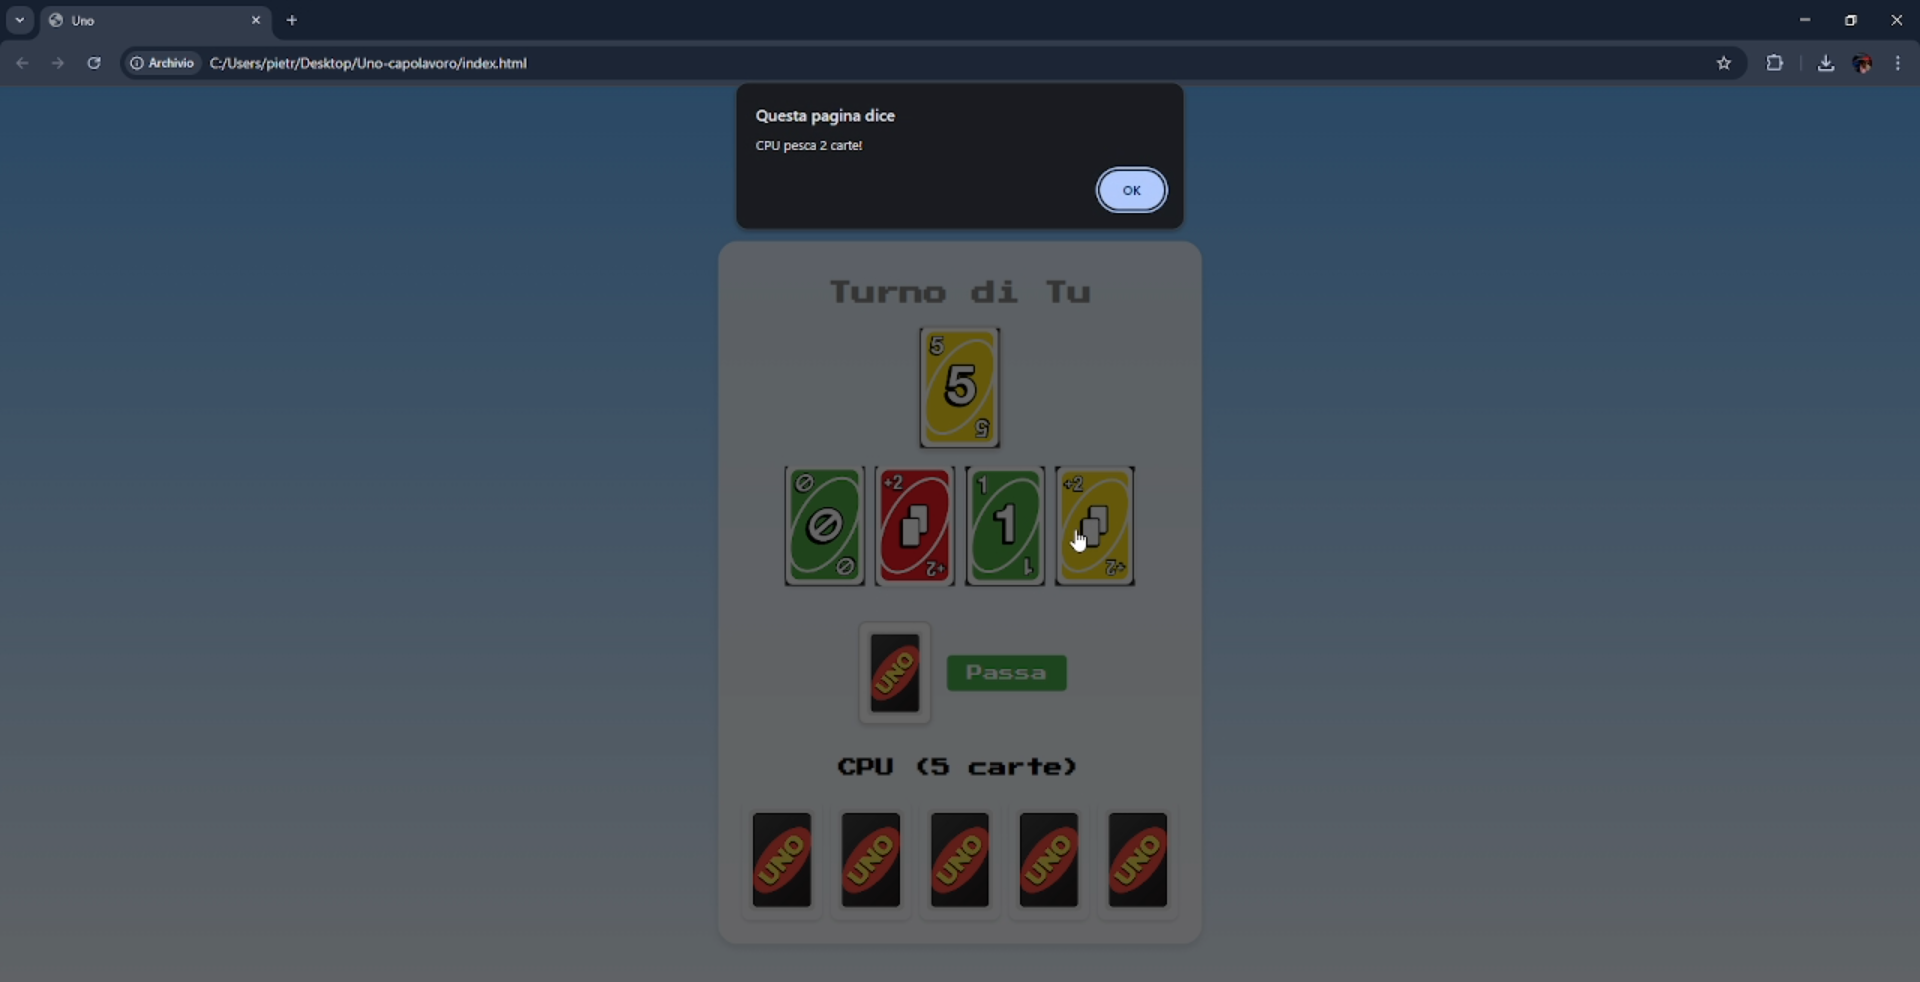 Uno
Archivio
C:/Users/pietr/Desktop/Uno-capolavoro/index.html
Questa pagina dice
CPU pesca 2 carte!
OK
Turno di Tu
5
5
5
+2 1 +2
1
+2 1 +2
UNO Passa
CPU (5 carte)
UNO UNO UNO UNO UNO